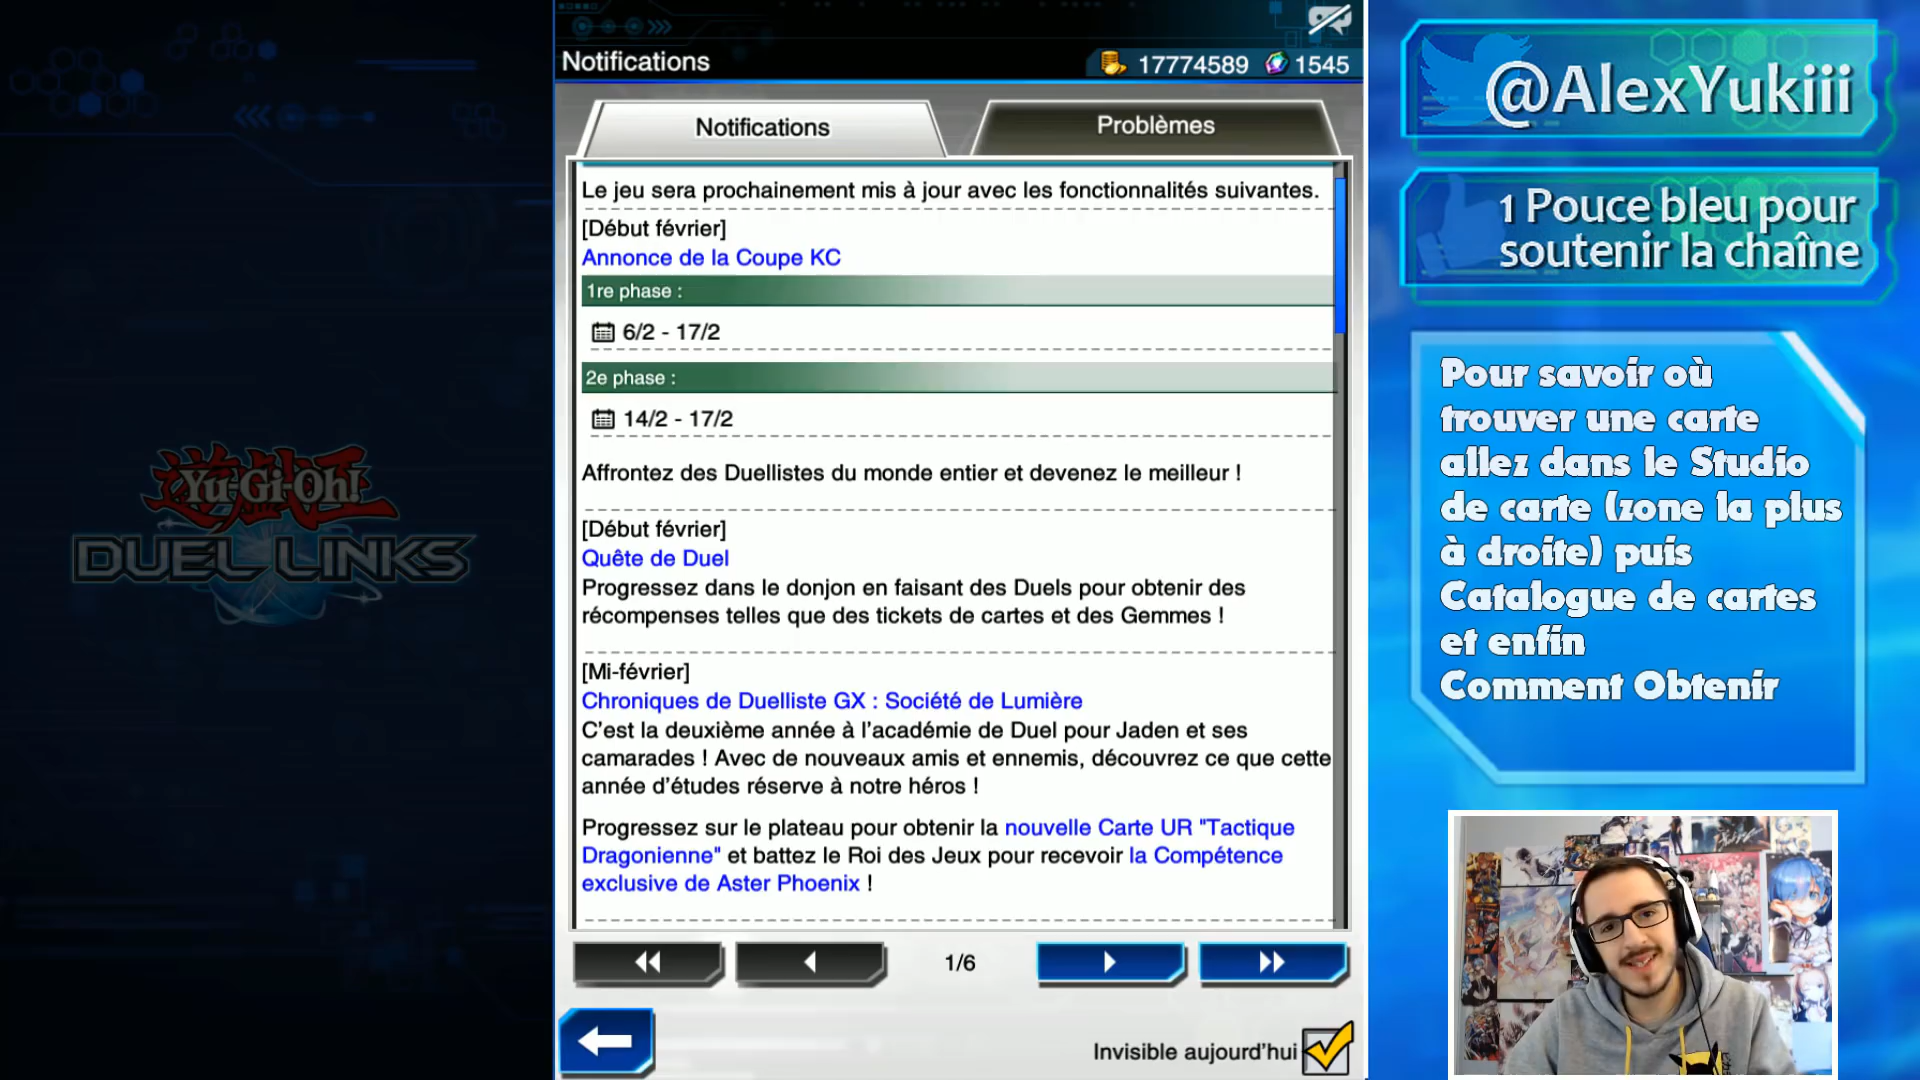 Notifications
17774589
1545
Notifications
Problèmes
Le jeu sera prochainement mis à jour avec les fonctionnalités suivantes.
[Début février]
Annonce de la Coupe KC
1re phase :
6/2 - 17/2
2e phase :
14/2 - 17/2
Affrontez des Duellistes du monde entier et devenez le meilleur !
[Début février]
Quête de Duel
Progressez dans le donjon en faisant des Duels pour obtenir des
récompenses telles que des tickets de cartes et des Gemmes !
[Mi-février]
Chroniques de Duelliste GX : Société de Lumière
C'est la deuxième année à l'académie de Duel pour Jaden et ses
camarades ! Avec de nouveaux amis et ennemis, découvrez ce que cette
année d'études réserve à notre héros !
Progressez sur le plateau pour obtenir la nouvelle Carte UR "Tactique
Dragonienne" et battez le Roi des Jeux pour recevoir la Compétence
exclusive de Aster Phoenix !
1/6
Invisible aujourd'hui
遊戯王
Yu-Gi-Oh!
DUEL LINKS
@AlexYukiii
1 Pouce bleu pour
soutenir la chaîne
Pour savoir où
trouver une carte
allez dans le Studio
de carte (zone la plus
à droite) puis
Catalogue de cartes
et enfin
Comment Obtenir